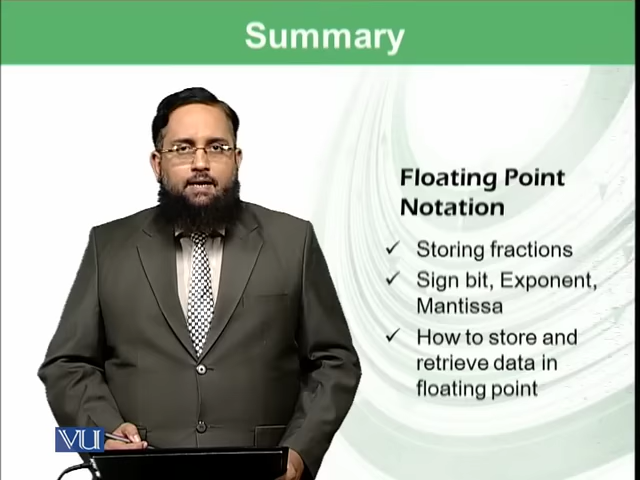 Summary
Floating Point
Notation
✓ Storing fractions
✓ Sign bit, Exponent,
Mantissa
✓ How to store and
retrieve data in
floating point
VU